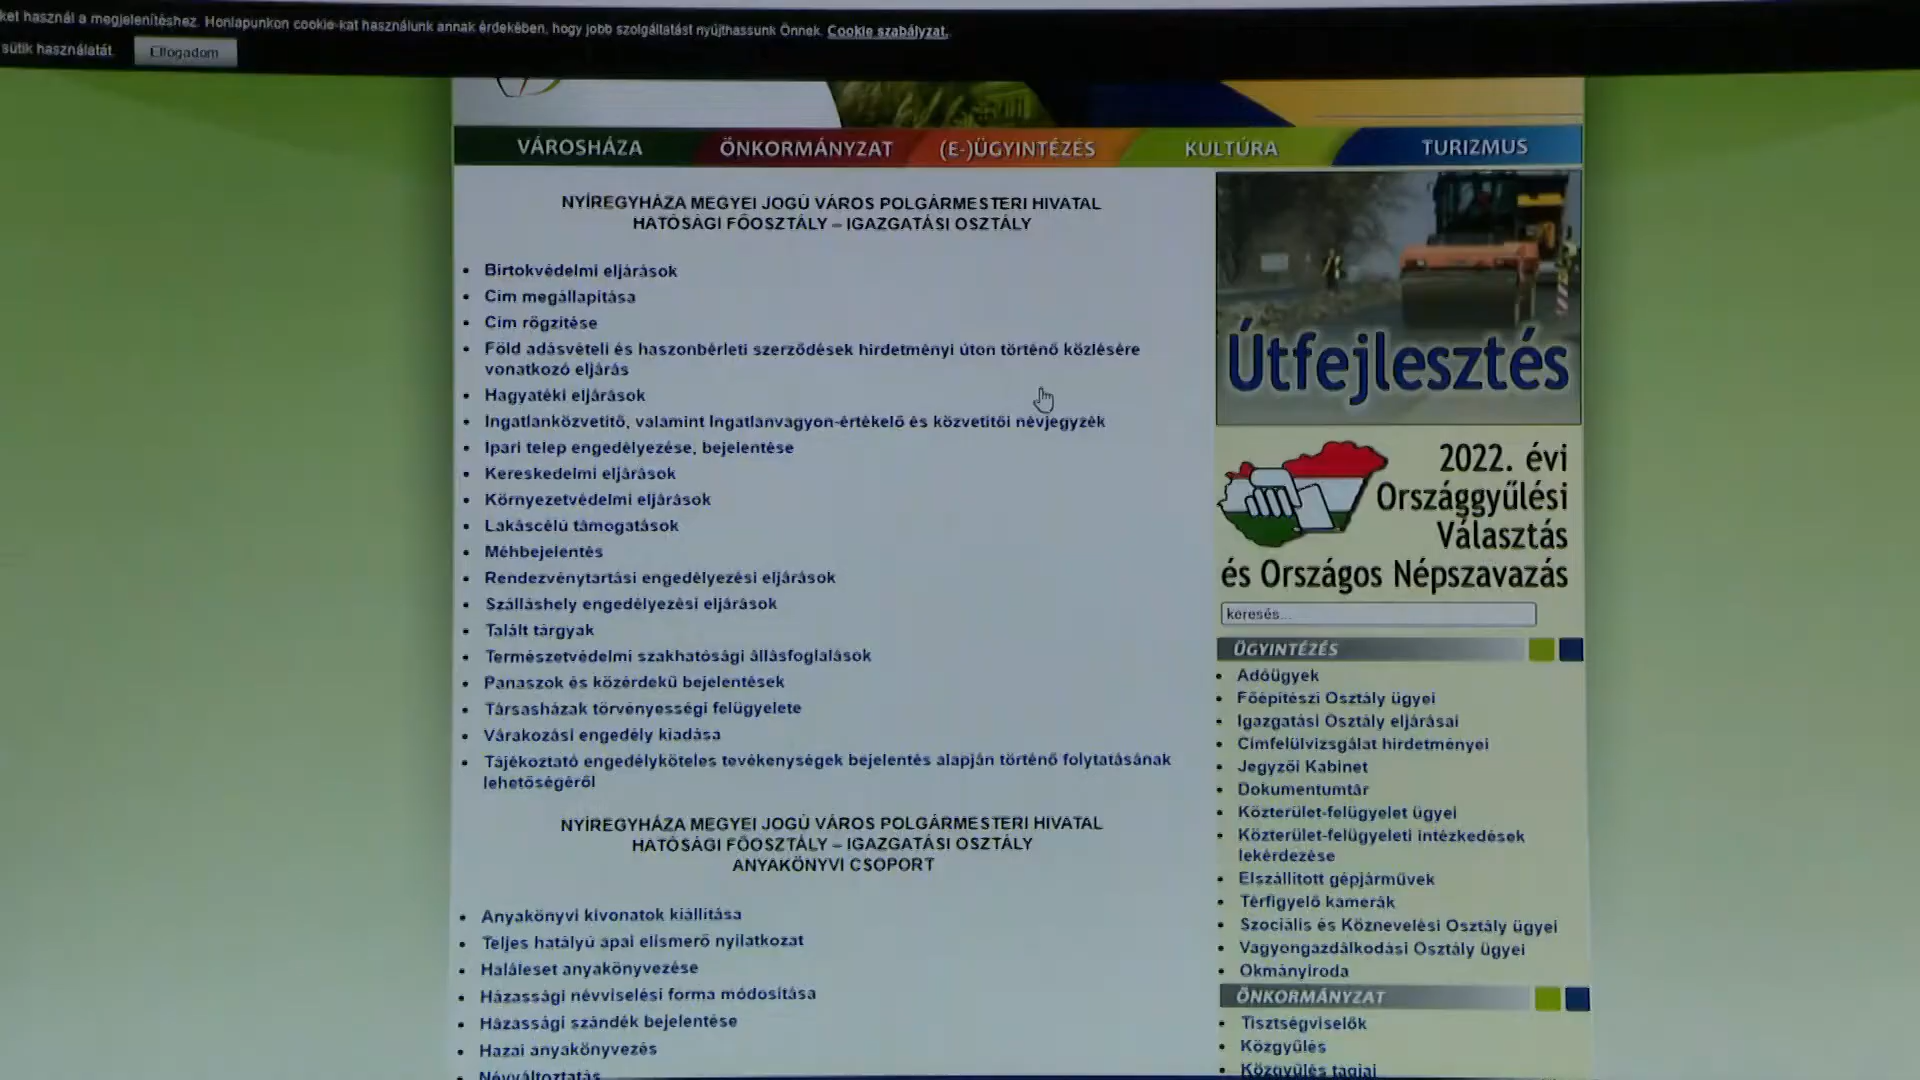 ket használ a megjelenítéshez. Honlapunkon cookie-kat használunk annak érdekében, hogy jobb szolgáltatást nyújthassunk Önnek. Cookie szabályzat.
sütik használatát. Elfogadom
VÁROSHÁZA ÖNKORMÁNYZAT (E-)ÜGYINTÉZÉS KULTÚRA TURIZMUS
NYÍREGYHÁZA MEGYEI JOGÚ VÁROS POLGÁRMESTERI HIVATAL
HATÓSÁGI FŐOSZTÁLY – IGAZGATÁSI OSZTÁLY
• Birtokvédelmi eljárások
• Cím megállapítása
• Cím rögzítése
• Föld adásvételi és haszonbérleti szerződések hirdetményi úton történő közlésére
vonatkozó eljárás
• Hagyatéki eljárások
• Ingatlanközvetítő, valamint Ingatlanvagyon-értékelő és közvetítői névjegyzék
• Ipari telep engedélyezése, bejelentése
• Kereskedelmi eljárások
• Környezetvédelmi eljárások
• Lakáscélú támogatások
• Méhbejelentés
• Rendezvénytartási engedélyezési eljárások
• Szálláshely engedélyezési eljárások
• Talált tárgyak
• Természetvédelmi szakhatósági állásfoglalások
• Panaszok és közérdekű bejelentések
• Társasházak törvényességi felügyelete
• Várakozási engedély kiadása
• Tájékoztató engedélyköteles tevékenységek bejelentés alapján történő folytatásának
lehetőségéről
NYÍREGYHÁZA MEGYEI JOGÚ VÁROS POLGÁRMESTERI HIVATAL
HATÓSÁGI FŐOSZTÁLY – IGAZGATÁSI OSZTÁLY
ANYAKÖNYVI CSOPORT
• Anyakönyvi kivonatok kiállítása
• Teljes hatályú apai elismerő nyilatkozat
• Haláleset anyakönyvezése
• Házassági névviselési forma módosítása
• Házassági szándék bejelentése
• Hazai anyakönyvezés
• Névváltoztatás
Útfejlesztés
2022. évi
Országgyűlési
Választás
és Országos Népszavazás
keresés...
ÜGYINTÉZÉS
• Adóügyek
• Főépítészi Osztály ügyei
• Igazgatási Osztály eljárásai
• Címfelülvizsgálat hirdetményei
• Jegyzői Kabinet
• Dokumentumtár
• Közterület-felügyelet ügyei
• Közterület-felügyeleti intézkedések
lekérdezése
• Elszállított gépjárművek
• Térfigyelő kamerák
• Szociális és Köznevelési Osztály ügyei
• Vagyongazdálkodási Osztály ügyei
• Okmányiroda
ÖNKORMÁNYZAT
• Tisztségviselők
• Közgyűlés
• Közgyűlés tagjai